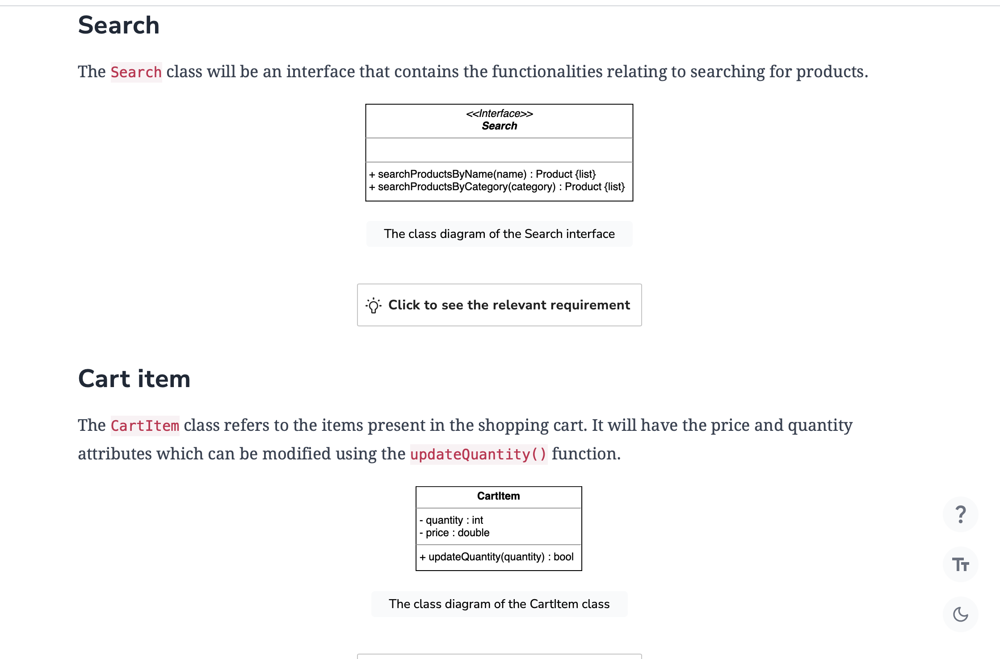 Search
The Search class will be an interface that contains the functionalities relating to searching for products.
<<Interface>>
Search
+ searchProductsByName(name) : Product {list}
+ searchProductsByCategory(category) : Product {list}
The class diagram of the Search interface
Click to see the relevant requirement
Cart item
The CartItem class refers to the items present in the shopping cart. It will have the price and quantity
attributes which can be modified using the updateQuantity() function.
CartItem
- quantity : int
- price : double
+ updateQuantity(quantity) : bool
The class diagram of the CartItem class
?
Tт